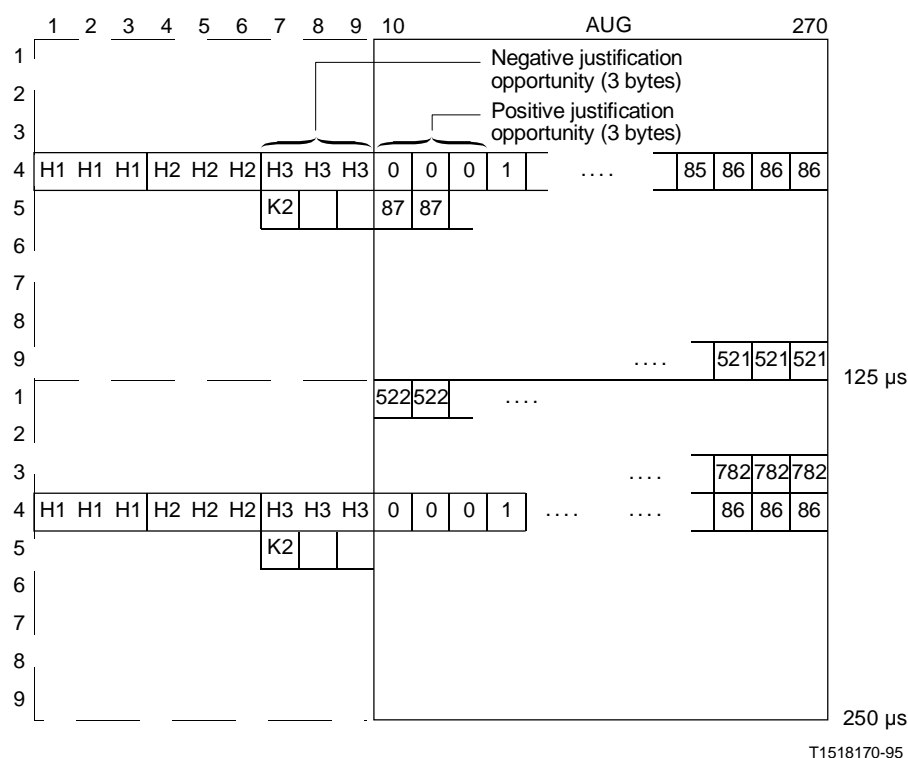 1 2 3 4 5 6 7 8 9 10 AUG 270
1
Negative justification
opportunity (3 bytes)
2
Positive justification
opportunity (3 bytes)
3
4 H1 H1 H1 H2 H2 H2 H3 H3 H3 0 0 0 1 .... 85 86 86 86
5 K2 87 87
6
7
8
9 .... 521 521 521
125 µs
1 522 522 ....
2
3 .... 782 782 782
4 H1 H1 H1 H2 H2 H2 H3 H3 H3 0 0 0 1 .... .... 86 86 86
5 K2
6
7
8
9
250 µs
T1518170-95